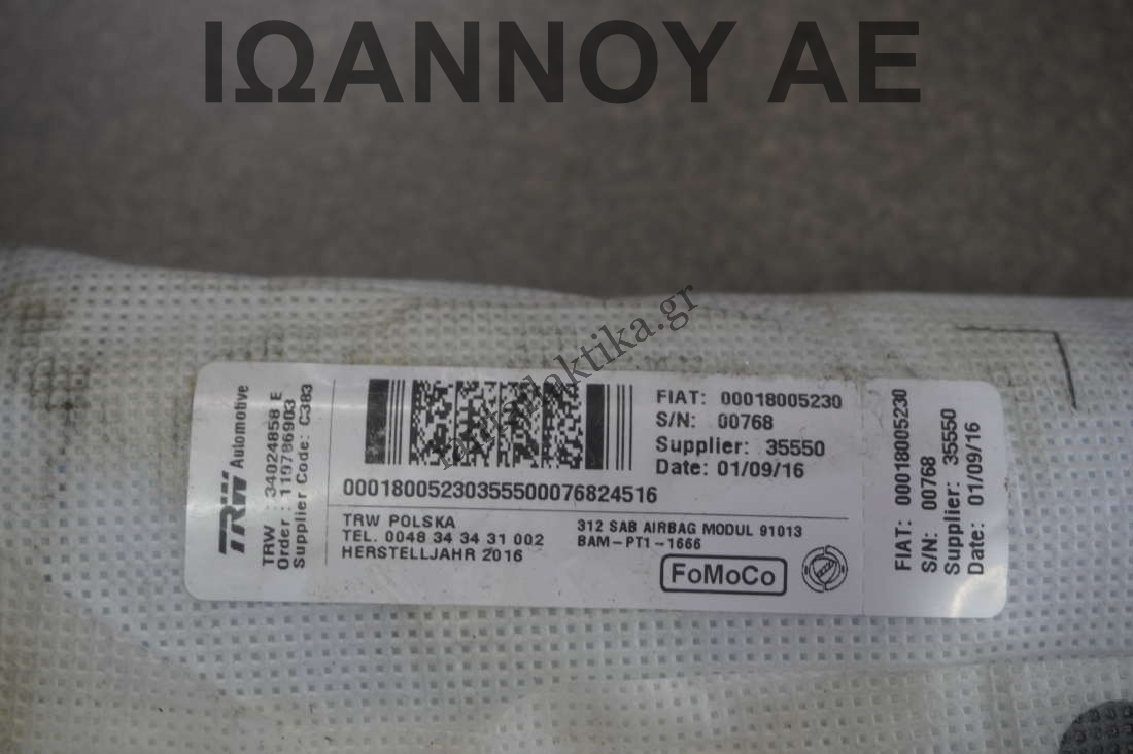 ΙΩΑΝΝΟΥ ΑΕ
TRW Automotive
TRW : 34024858 E
Order : 119786903
Supplier Code: C383
00018005230355500076824516
FIAT: 00018005230
S/N: 00768
Supplier: 35550
Date: 01/09/16
TRW POLSKA
TEL. 0048 34 34 31 002
HERSTELLJAHR 2016
312 SAB AIRBAG MODUL 91013
BAM-PT1-1666
FoMoCo
FIAT: 00018005230
S/N: 00768
Supplier: 35550
Date: 01/09/16